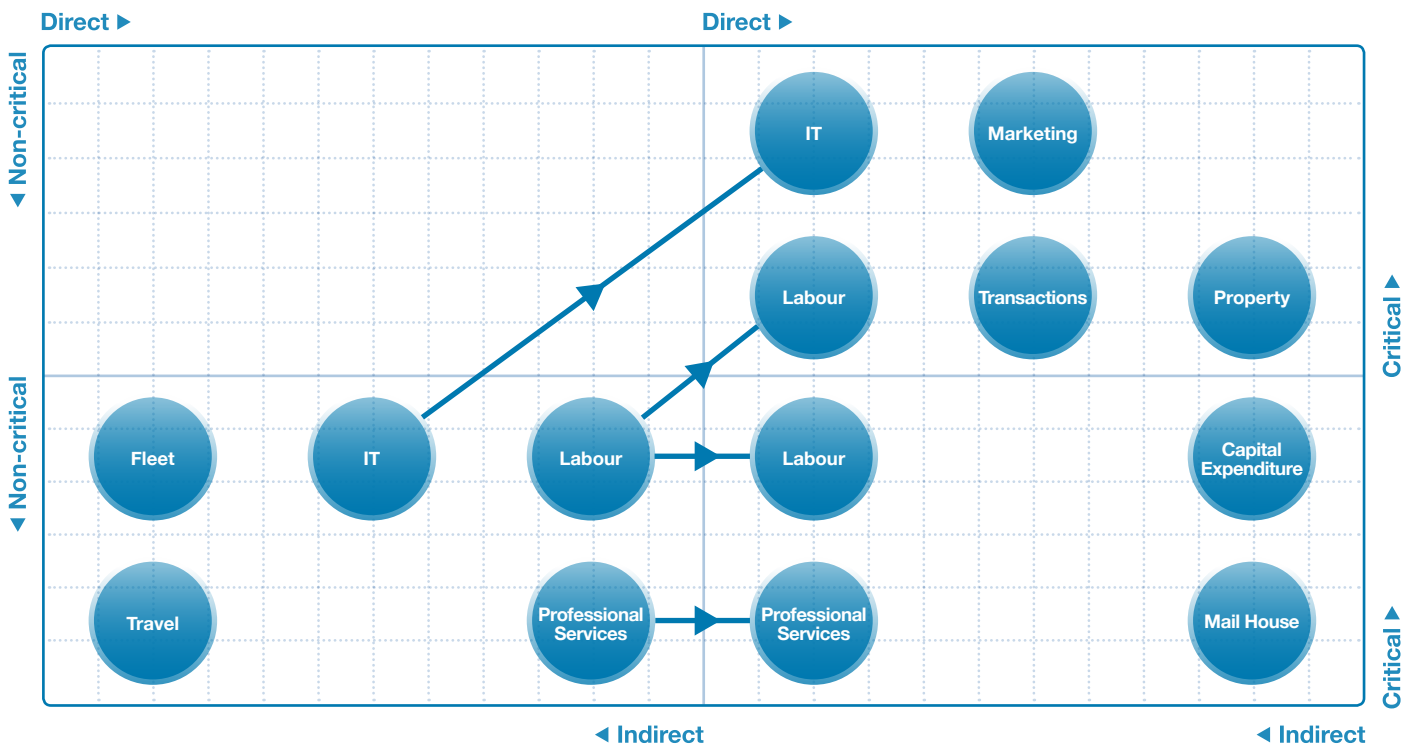 Direct ▶
Direct ▶
◀ Non-critical
IT
Marketing
Labour
Transactions
Property
Critical ▶
◀ Non-critical
Fleet
IT
Labour
Labour
Capital
Expenditure
Travel
Professional
Services
Professional
Services
Mail House
Critical ▶
◀ Indirect
◀ Indirect